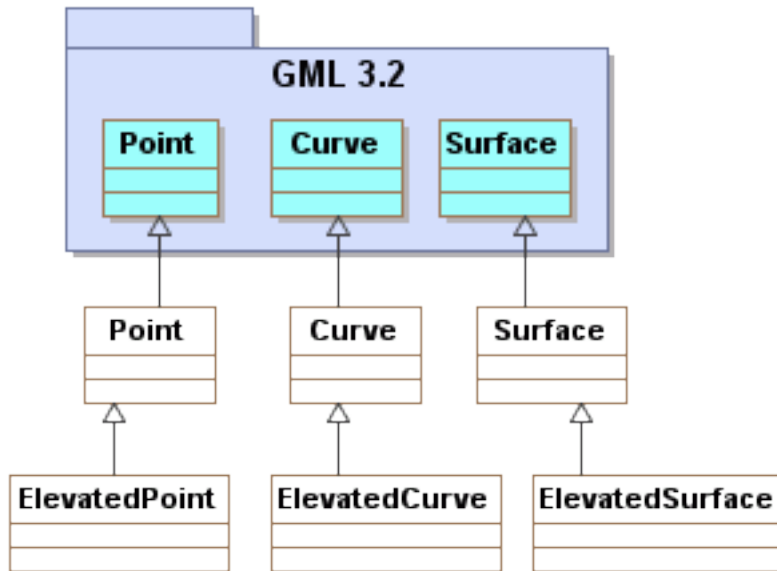 GML 3.2
Point
Curve
Surface
Point
Curve
Surface
ElevatedPoint
ElevatedCurve
ElevatedSurface